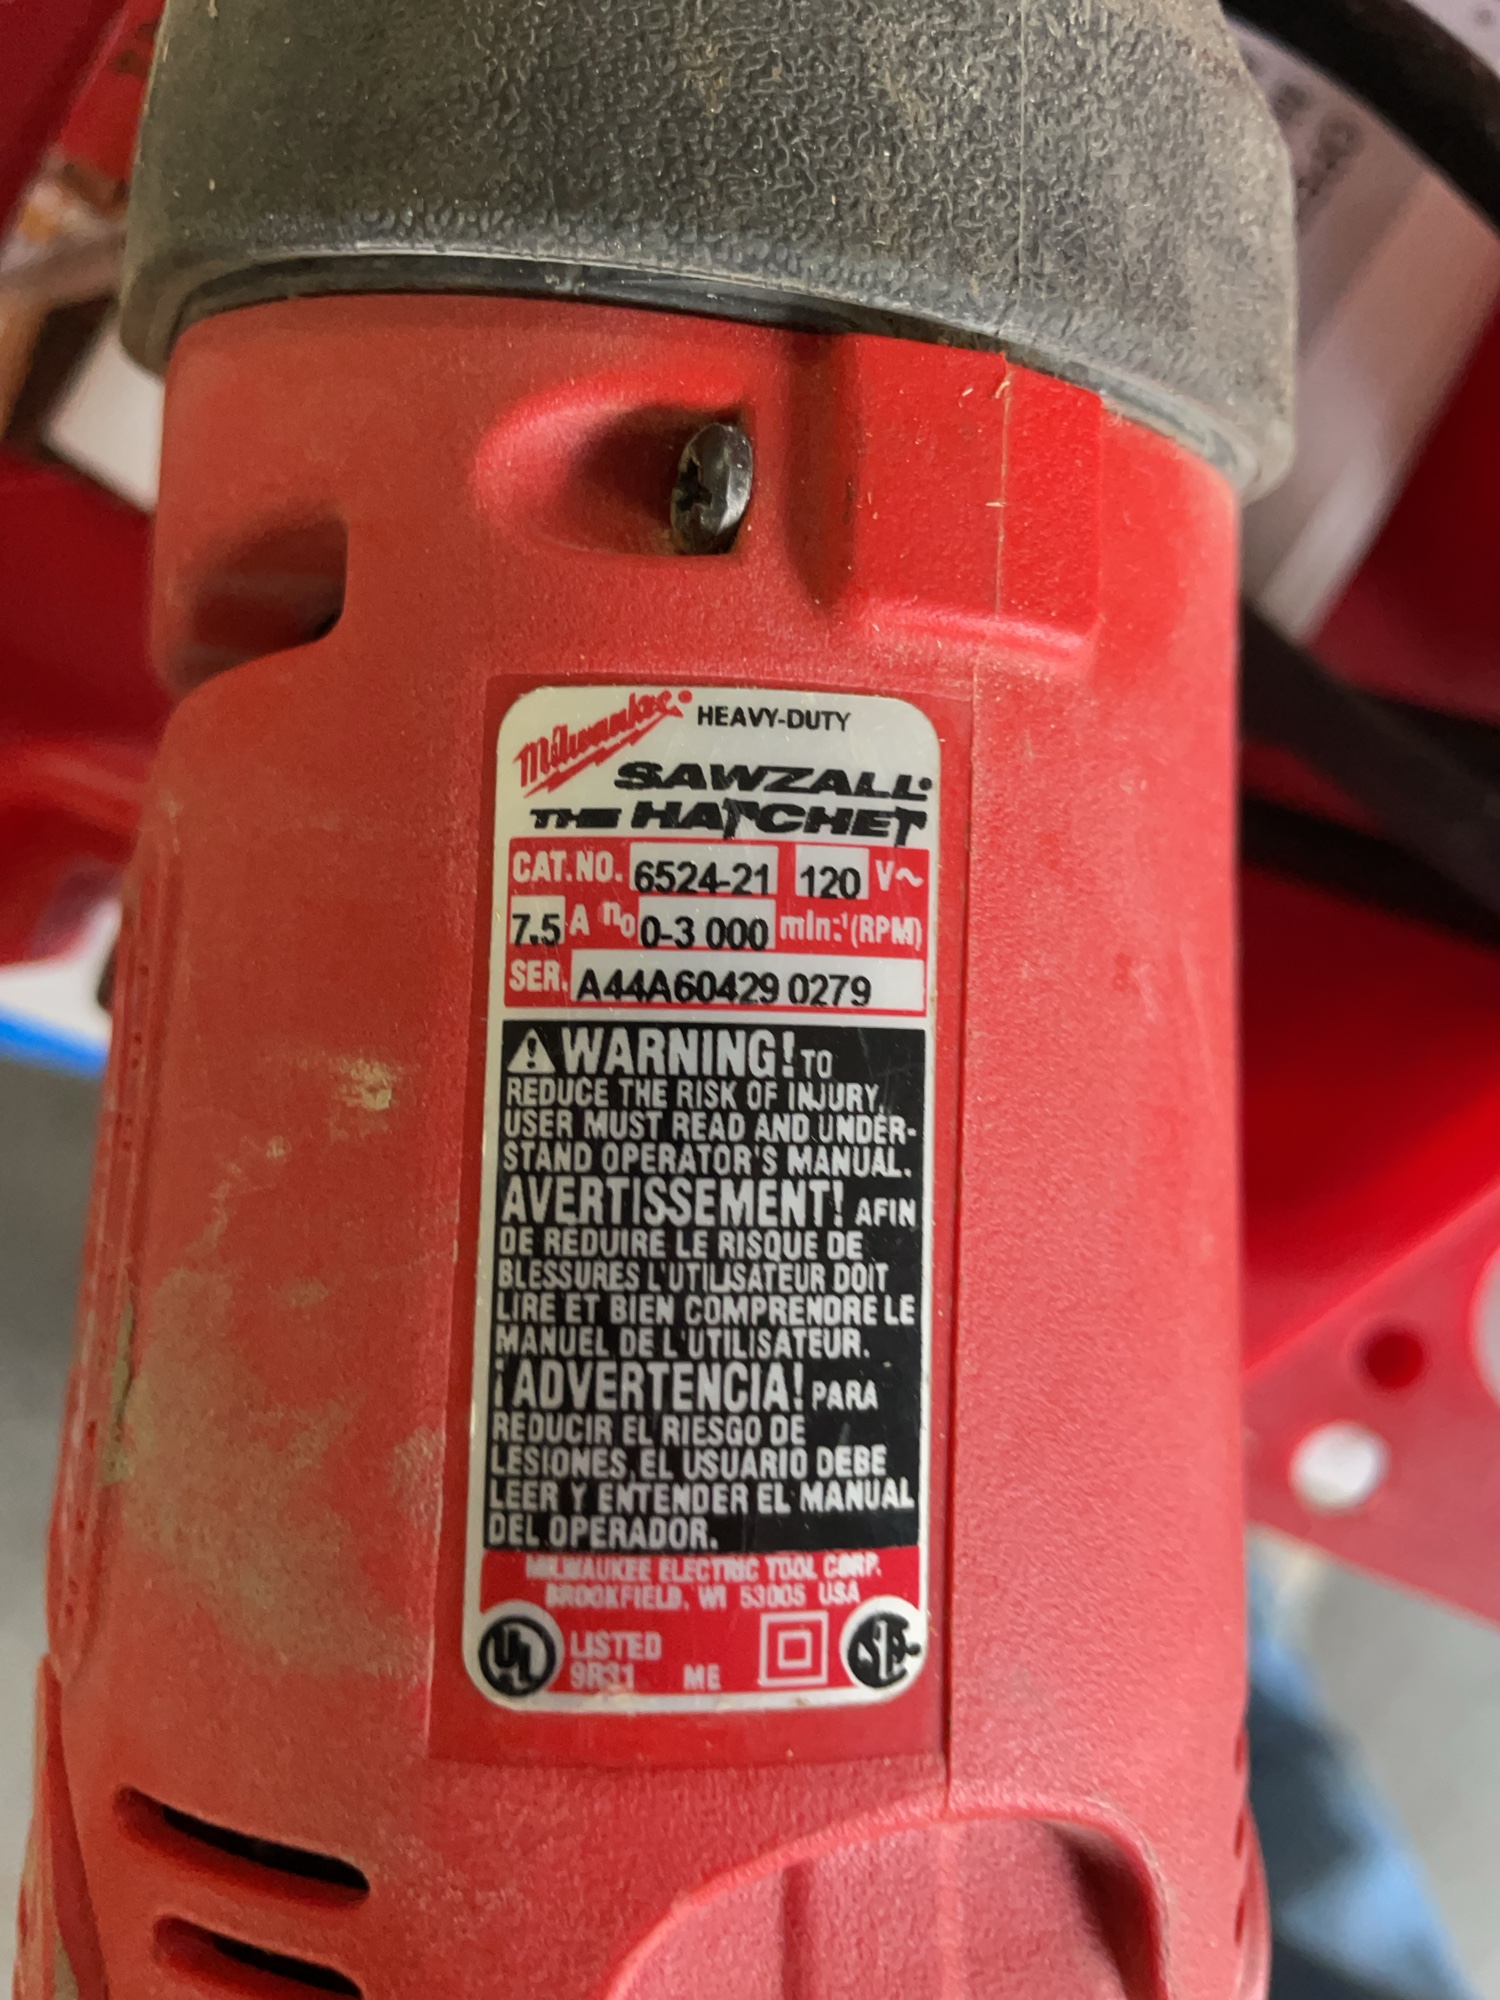 Milwaukee HEAVY-DUTY
SAWZALL
THE HATCHET
CAT.NO. 6524-21 120 V~
7.5 A n0 0-3 000 min.-1 (RPM)
SER. A44A60429 0279
WARNING! TO
REDUCE THE RISK OF INJURY,
USER MUST READ AND UNDER-
STAND OPERATOR'S MANUAL.
AVERTISSEMENT! AFIN
DE REDUIRE LE RISQUE DE
BLESSURES L'UTILISATEUR DOIT
LIRE ET BIEN COMPRENDRE LE
MANUEL DE L'UTILISATEUR.
¡ADVERTENCIA! PARA
REDUCIR EL RIESGO DE
LESIONES, EL USUARIO DEBE
LEER Y ENTENDER EL MANUAL
DEL OPERADOR.
MILWAUKEE ELECTRIC TOOL CORP.
BROOKFIELD, WI 53005 USA
UL LISTED
9R31 ME